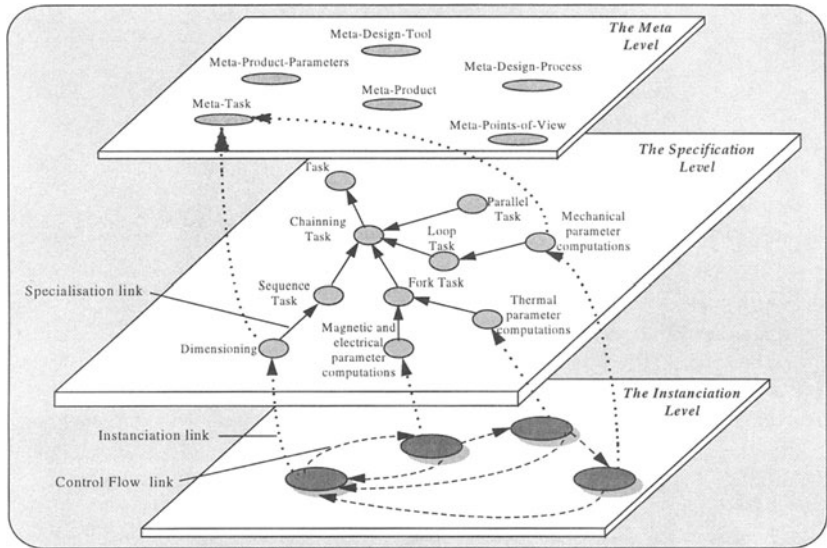 Meta-Design-Tool
The Meta
Level
Meta-Product-Parameters
Meta-Design-Process
Meta-Product
Meta-Task
Meta-Points-of-View
The Specification
Level
Task
Parallel
Task
Chainning
Task
Loop
Task
Mechanical
parameter
computations
Specialisation link
Sequence
Task
Fork Task
Thermal
parameter
computations
Dimensioning
Magnetic and
electrical
parameter
computations
The Instanciation
Level
Instanciation link
Control Flow link